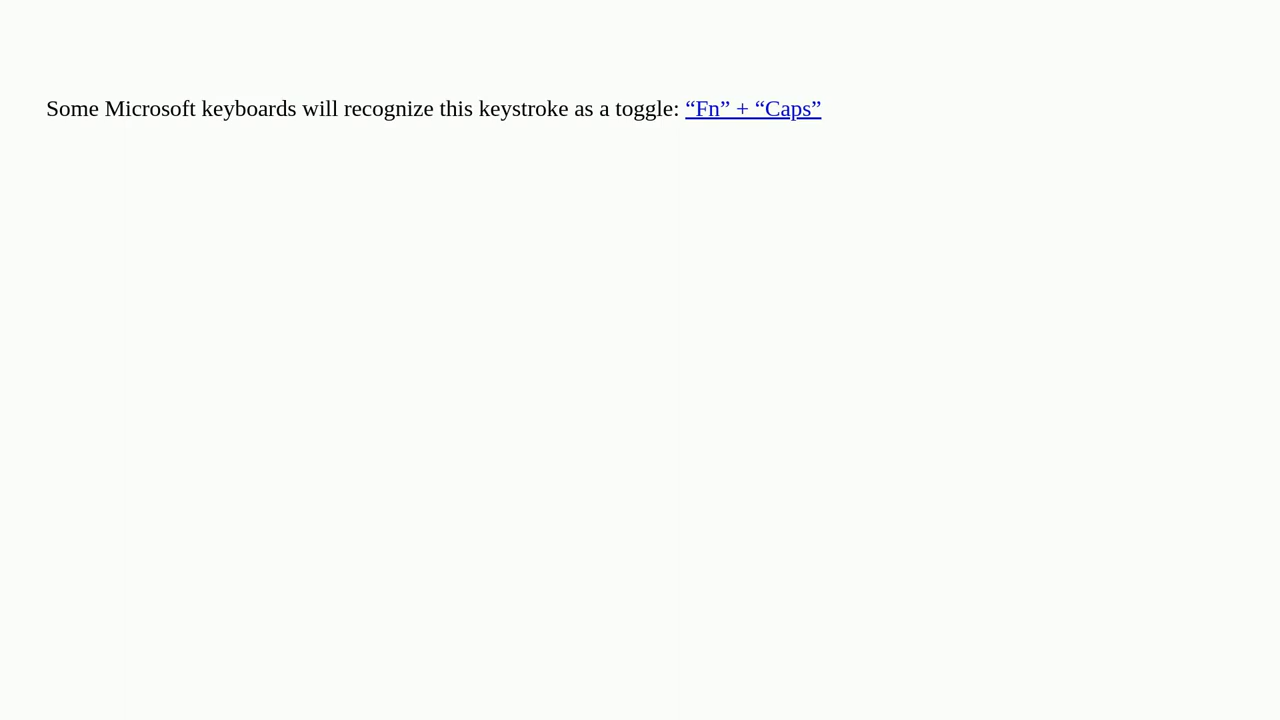 Some Microsoft keyboards will recognize this keystroke as a toggle: “Fn” + “Caps”